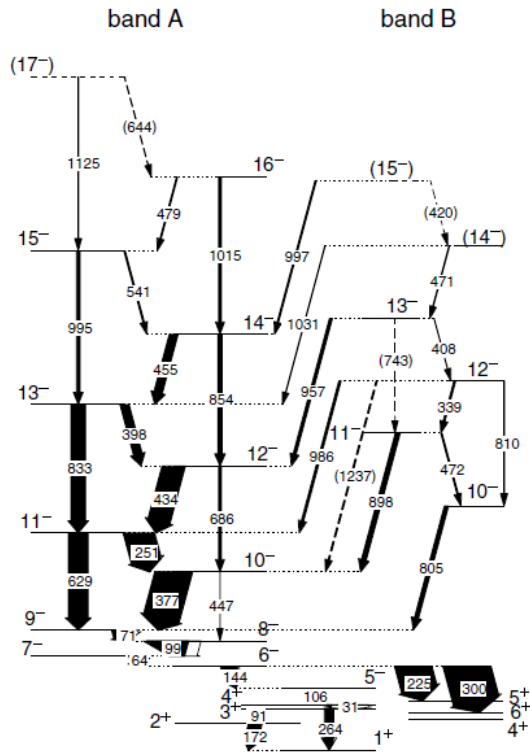 band A band B
(17⁻)
(644)
1125
16⁻ (15⁻)
479 (420)
15⁻ (14⁻)
1015 997
541 471
995 14⁻ 1031 13⁻
455 (743) 408
13⁻ 854 957 12⁻
398 339
833 12⁻ 986 11⁻ 810
434 (1237) 472
686 898 10⁻
11⁻
251 10⁻
629 377 447 805
9⁻ 8⁻
71
7⁻ 99 6⁻
64
144 5⁻ 225 300
4⁺ 106 5⁺
3⁺ 31 6⁺
2⁺ 91 4⁺
172 264 1⁺